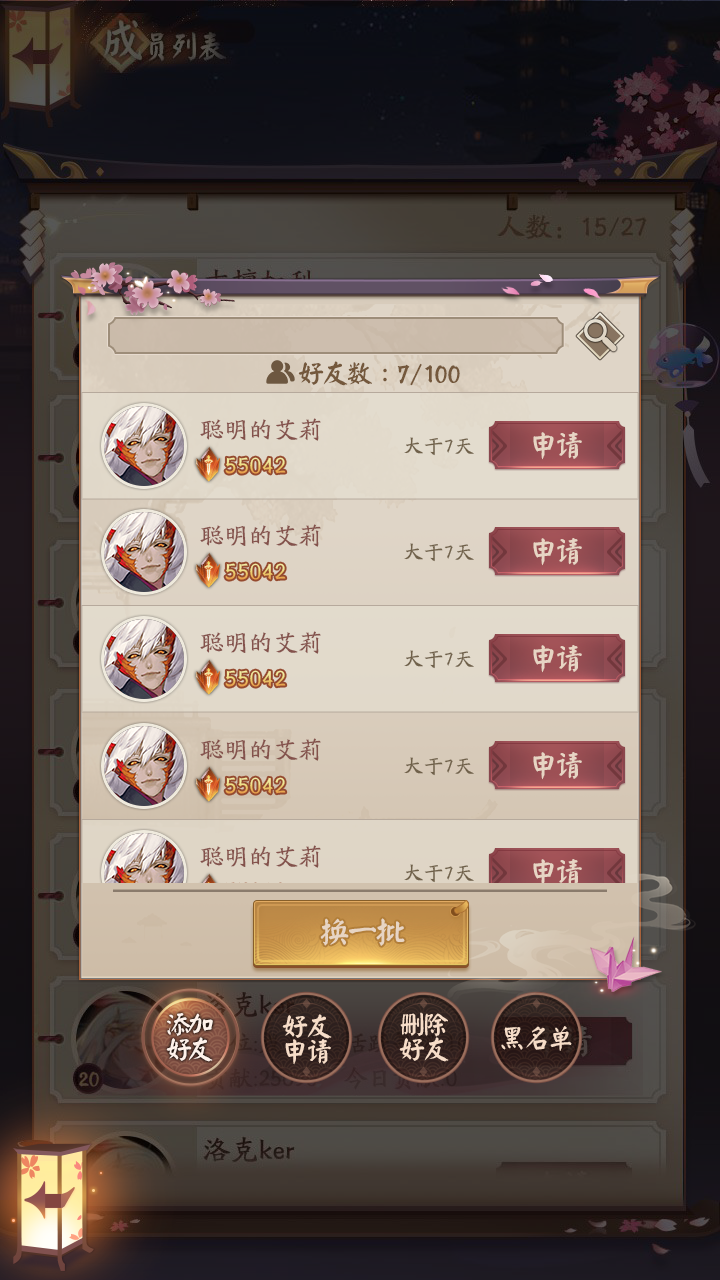 成员列表
人数：15/27
好友数：7/100
聪明的艾莉
55042
大于7天
申请
聪明的艾莉
55042
大于7天
申请
聪明的艾莉
55042
大于7天
申请
聪明的艾莉
55042
大于7天
申请
聪明的艾莉
大于7天
申请
换一批
添加好友
好友申请
删除好友
黑名单
20
洛克ker